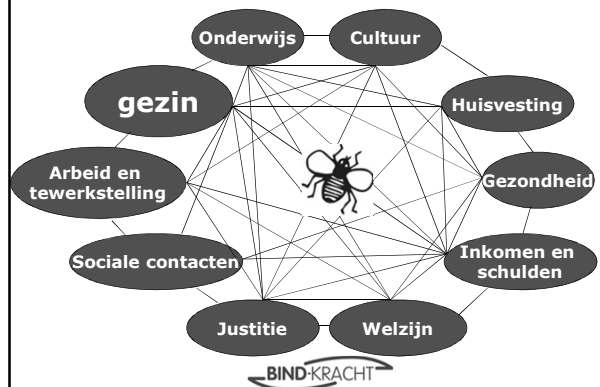 Onderwijs
Cultuur
gezin
Huisvesting
Arbeid en
tewerkstelling
Gezondheid
Sociale contacten
Inkomen en
schulden
Justitie
Welzijn
BIND-KRACHT